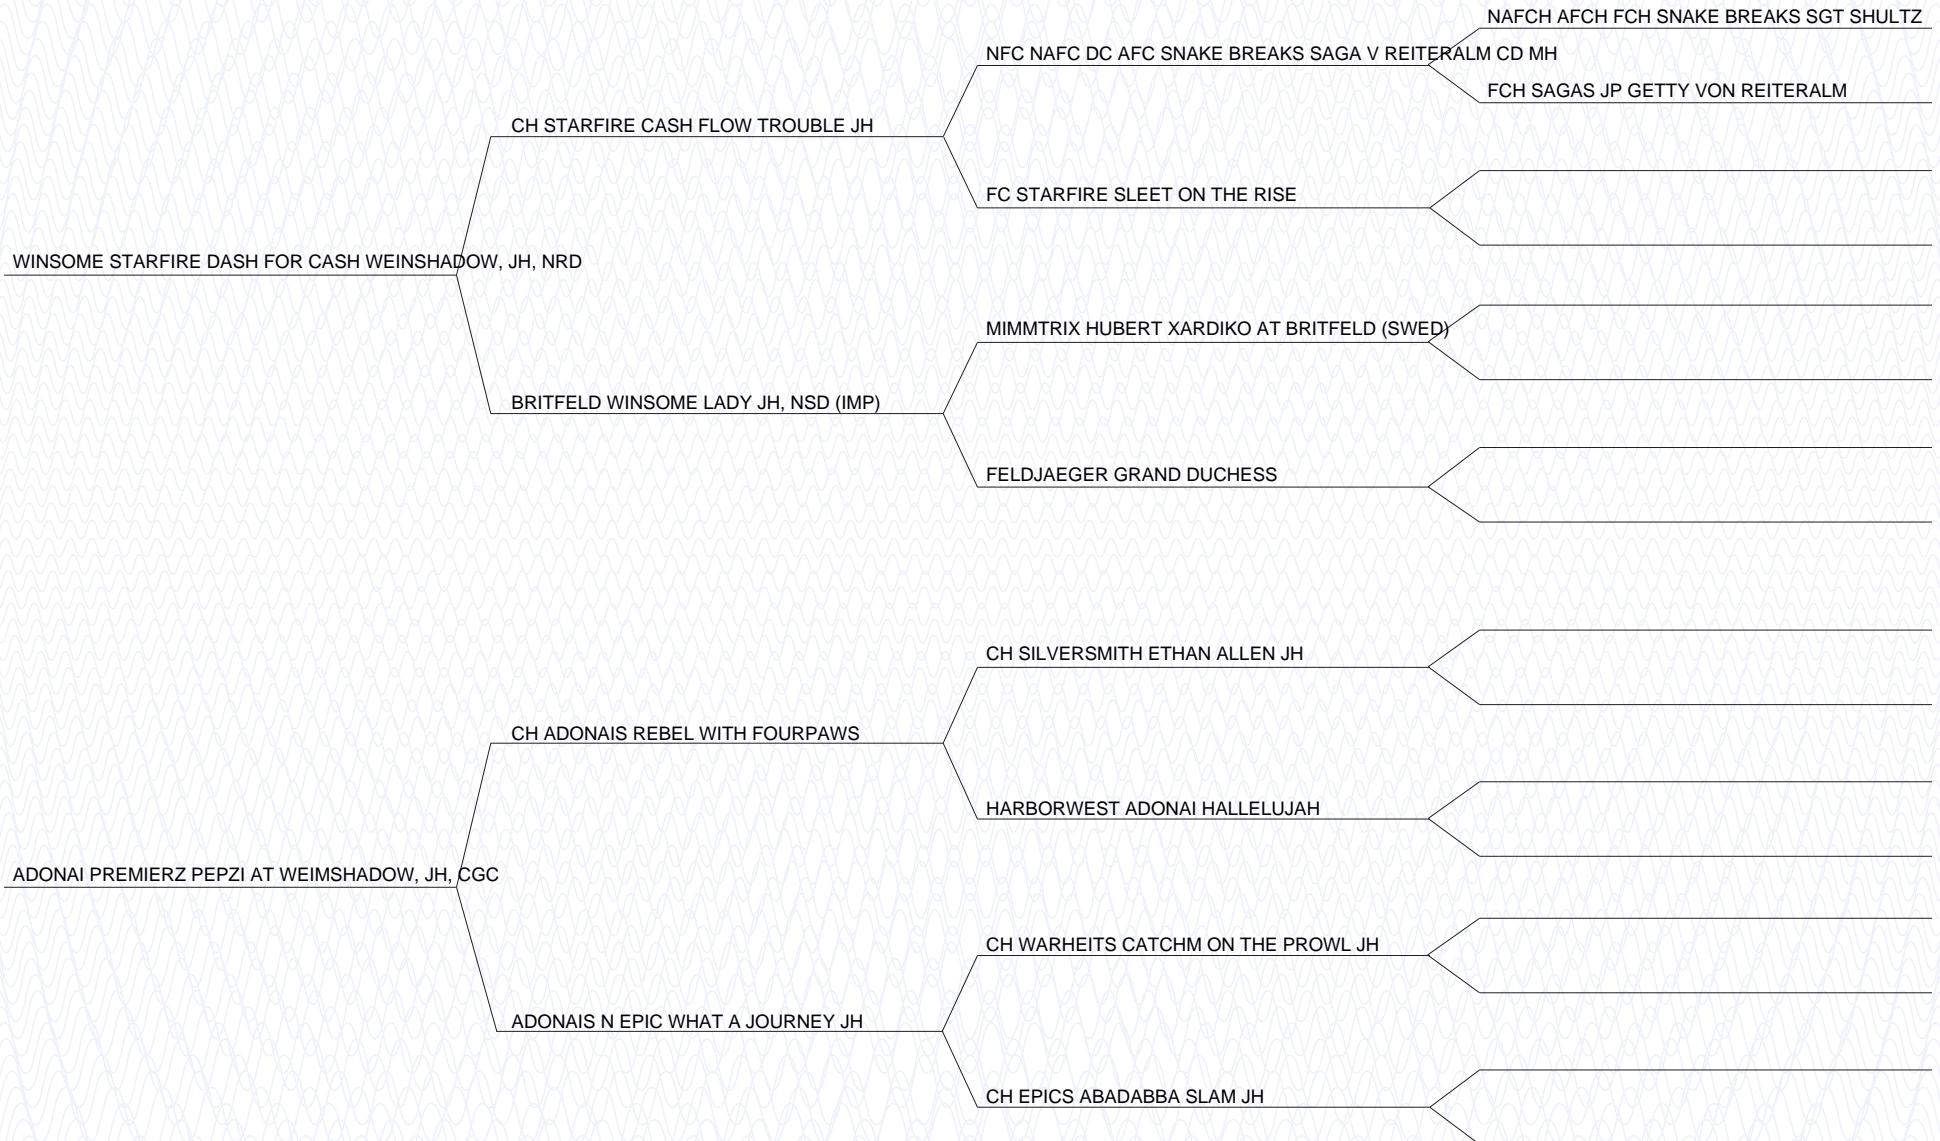 NAFCH AFCH FCH SNAKE BREAKS SGT SHULTZ
NFC NAFC DC AFC SNAKE BREAKS SAGA V REITERALM CD MH
FCH SAGAS JP GETTY VON REITERALM
CH STARFIRE CASH FLOW TROUBLE JH
FC STARFIRE SLEET ON THE RISE
WINSOME STARFIRE DASH FOR CASH WEINSHADOW, JH, NRD
MIMMTRIX HUBERT XARDIKO AT BRITFELD (SWED)
BRITFELD WINSOME LADY JH, NSD (IMP)
FELDJAEGER GRAND DUCHESS
CH SILVERSMITH ETHAN ALLEN JH
CH ADONAIS REBEL WITH FOURPAWS
HARBORWEST ADONAI HALLELUJAH
ADONAI PREMIERZ PEPZI AT WEIMSHADOW, JH, CGC
CH WARHEITS CATCHM ON THE PROWL JH
ADONAIS N EPIC WHAT A JOURNEY JH
CH EPICS ABADABBA SLAM JH